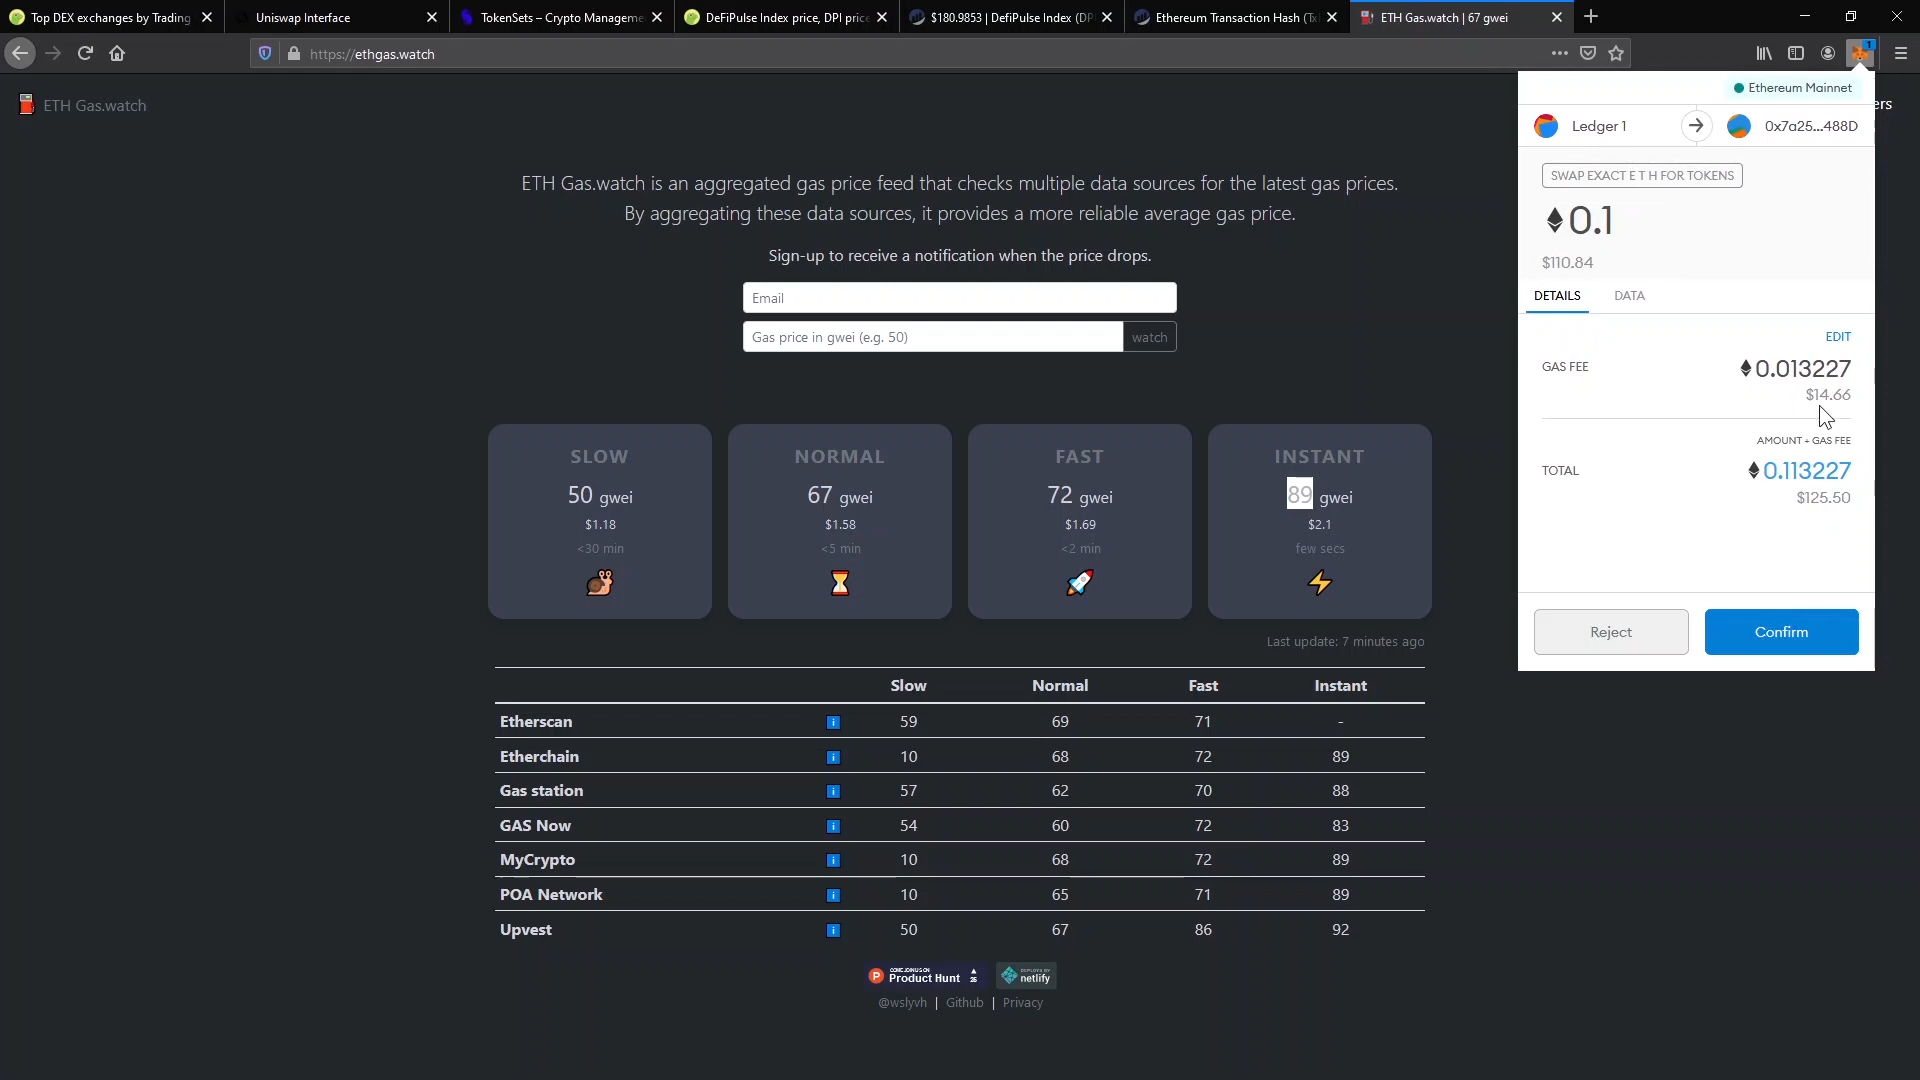 Top DEX exchanges by Trading
Uniswap Interface
TokenSets – Crypto Manageme
DeFiPulse Index price, DPI price
$180.9853 | DefiPulse Index (DP
Ethereum Transaction Hash (Tx
ETH Gas.watch | 67 gwei
https://ethgas.watch
1
ETH Gas.watch
ers
ETH Gas.watch is an aggregated gas price feed that checks multiple data sources for the latest gas prices.
By aggregating these data sources, it provides a more reliable average gas price.
Sign-up to receive a notification when the price drops.
Email
Gas price in gwei (e.g. 50)
watch
SLOW
50 gwei
$1.18
<30 min
NORMAL
67 gwei
$1.58
<5 min
FAST
72 gwei
$1.69
<2 min
INSTANT
89 gwei
$2.1
few secs
Last update: 7 minutes ago
Slow Normal Fast Instant
Etherscan i 59 69 71 -
Etherchain i 10 68 72 89
Gas station i 57 62 70 88
GAS Now i 54 60 72 83
MyCrypto i 10 68 72 89
POA Network i 10 65 71 89
Upvest i 50 67 86 92
Product Hunt
netlify
@wslyvh | Github | Privacy
Ethereum Mainnet
Ledger 1
0x7a25...488D
SWAP EXACT E T H FOR TOKENS
0.1
$110.84
DETAILS DATA
EDIT
GAS FEE 0.013227
$14.66
AMOUNT + GAS FEE
TOTAL 0.113227
$125.50
Reject Confirm